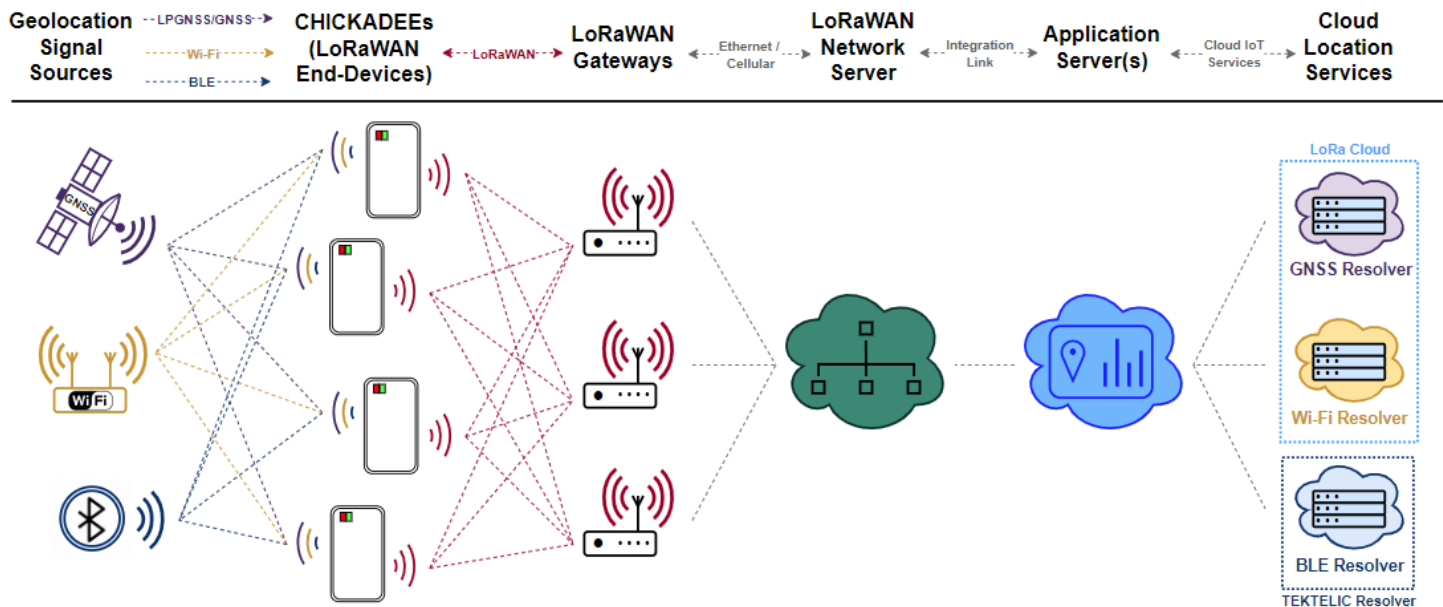 Geolocation
Signal
Sources
LPGNSS/GNSS
Wi-Fi
BLE
CHICKADEEs
(LoRaWAN
End-Devices)
LoRaWAN
LoRaWAN
Gateways
Ethernet /
Cellular
LoRaWAN
Network
Server
Integration
Link
Application
Server(s)
Cloud IoT
Services
Cloud
Location
Services
LoRa Cloud
GNSS
GNSS Resolver
WiFi
Wi-Fi Resolver
BLE Resolver
TEKTELIC Resolver